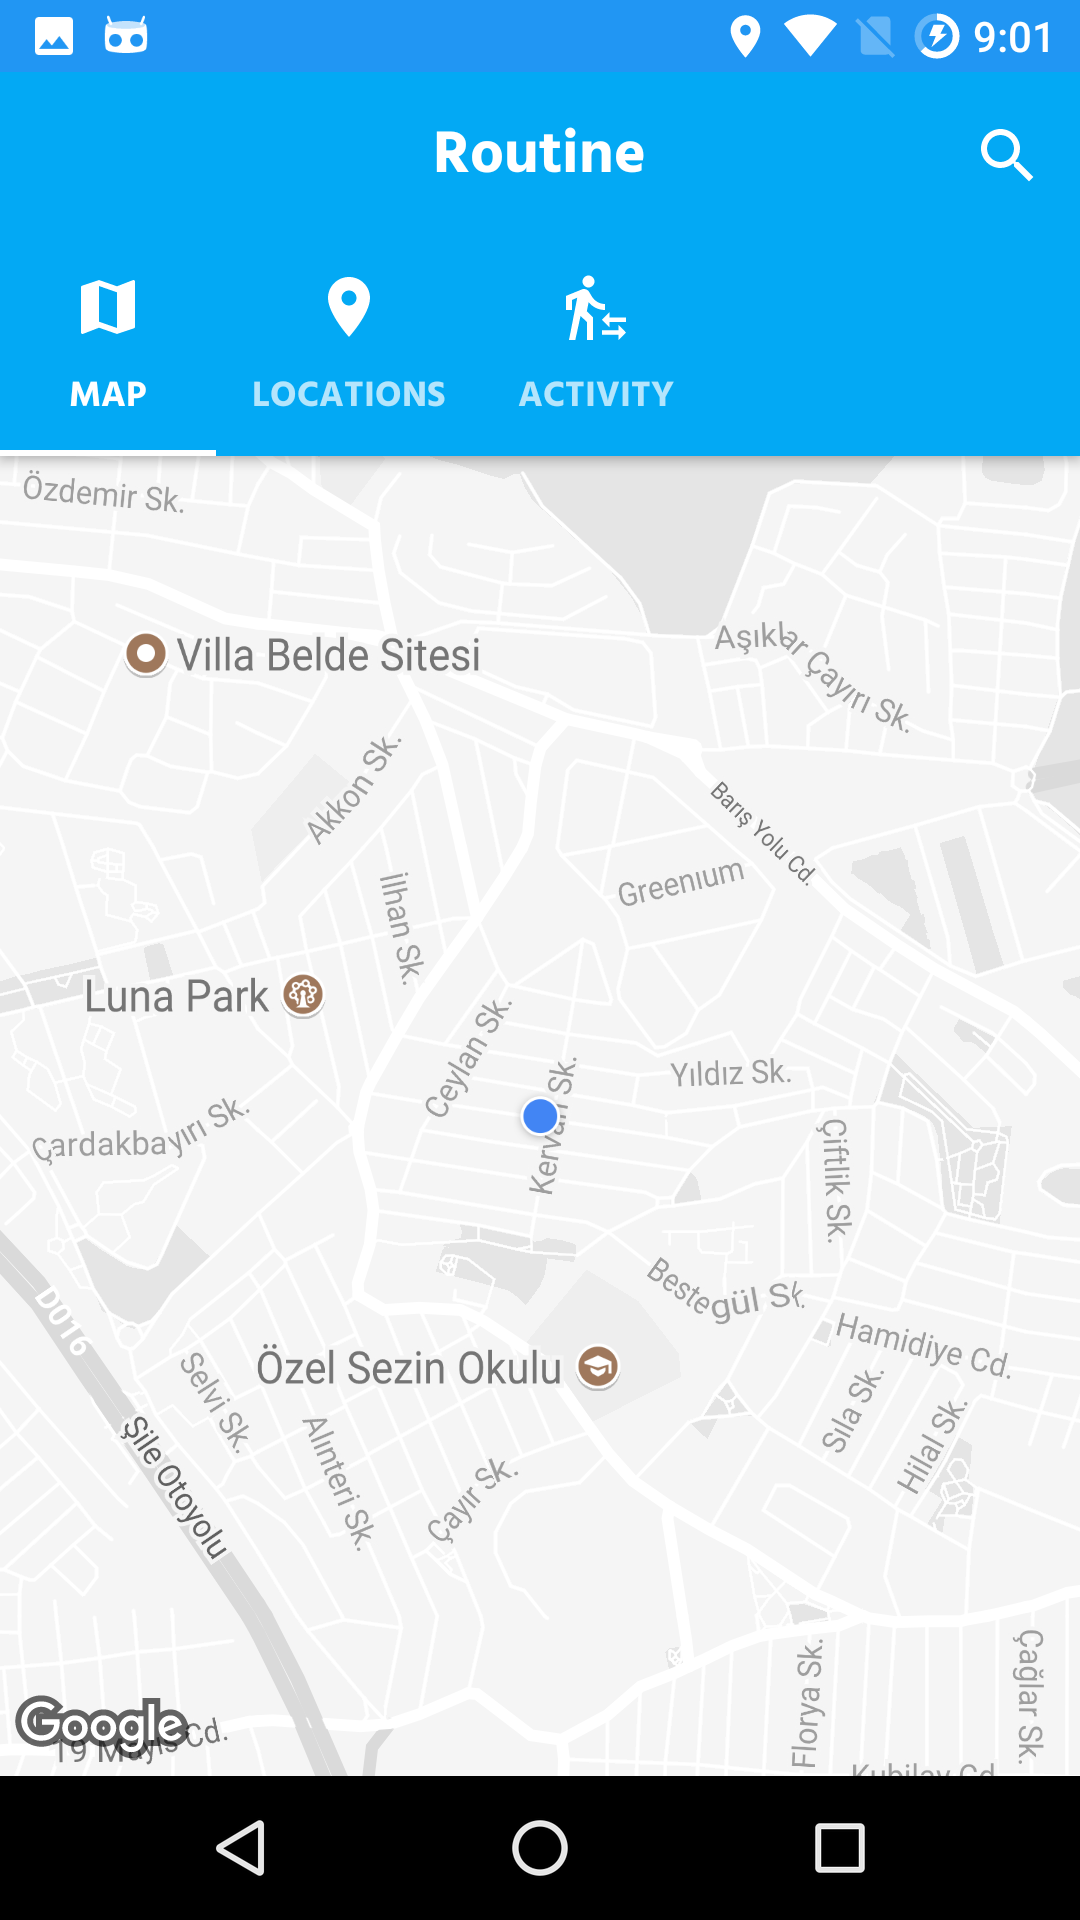 9:01
Routine
MAP
LOCATIONS
ACTIVITY
Özdemir Sk.
Villa Belde Sitesi
Aşıklar Çayırı Sk.
Akkon Sk.
Barış Yolu Cd.
Greenium
İlhan Sk.
Luna Park
Ceylan Sk.
Yıldız Sk.
Kervan Sk.
Çardakbayırı Sk.
Çiftlik Sk.
Bestegül Sk.
D016
Hamidiye Cd.
Özel Sezin Okulu
Selvi Sk.
Sıla Sk.
Hilal Sk.
Şile Otoyolu
Alınteri Sk.
Çayır Sk.
Florya Sk.
Çağlar Sk.
Google
19 Mayıs Cd.
Kubilay Cd.